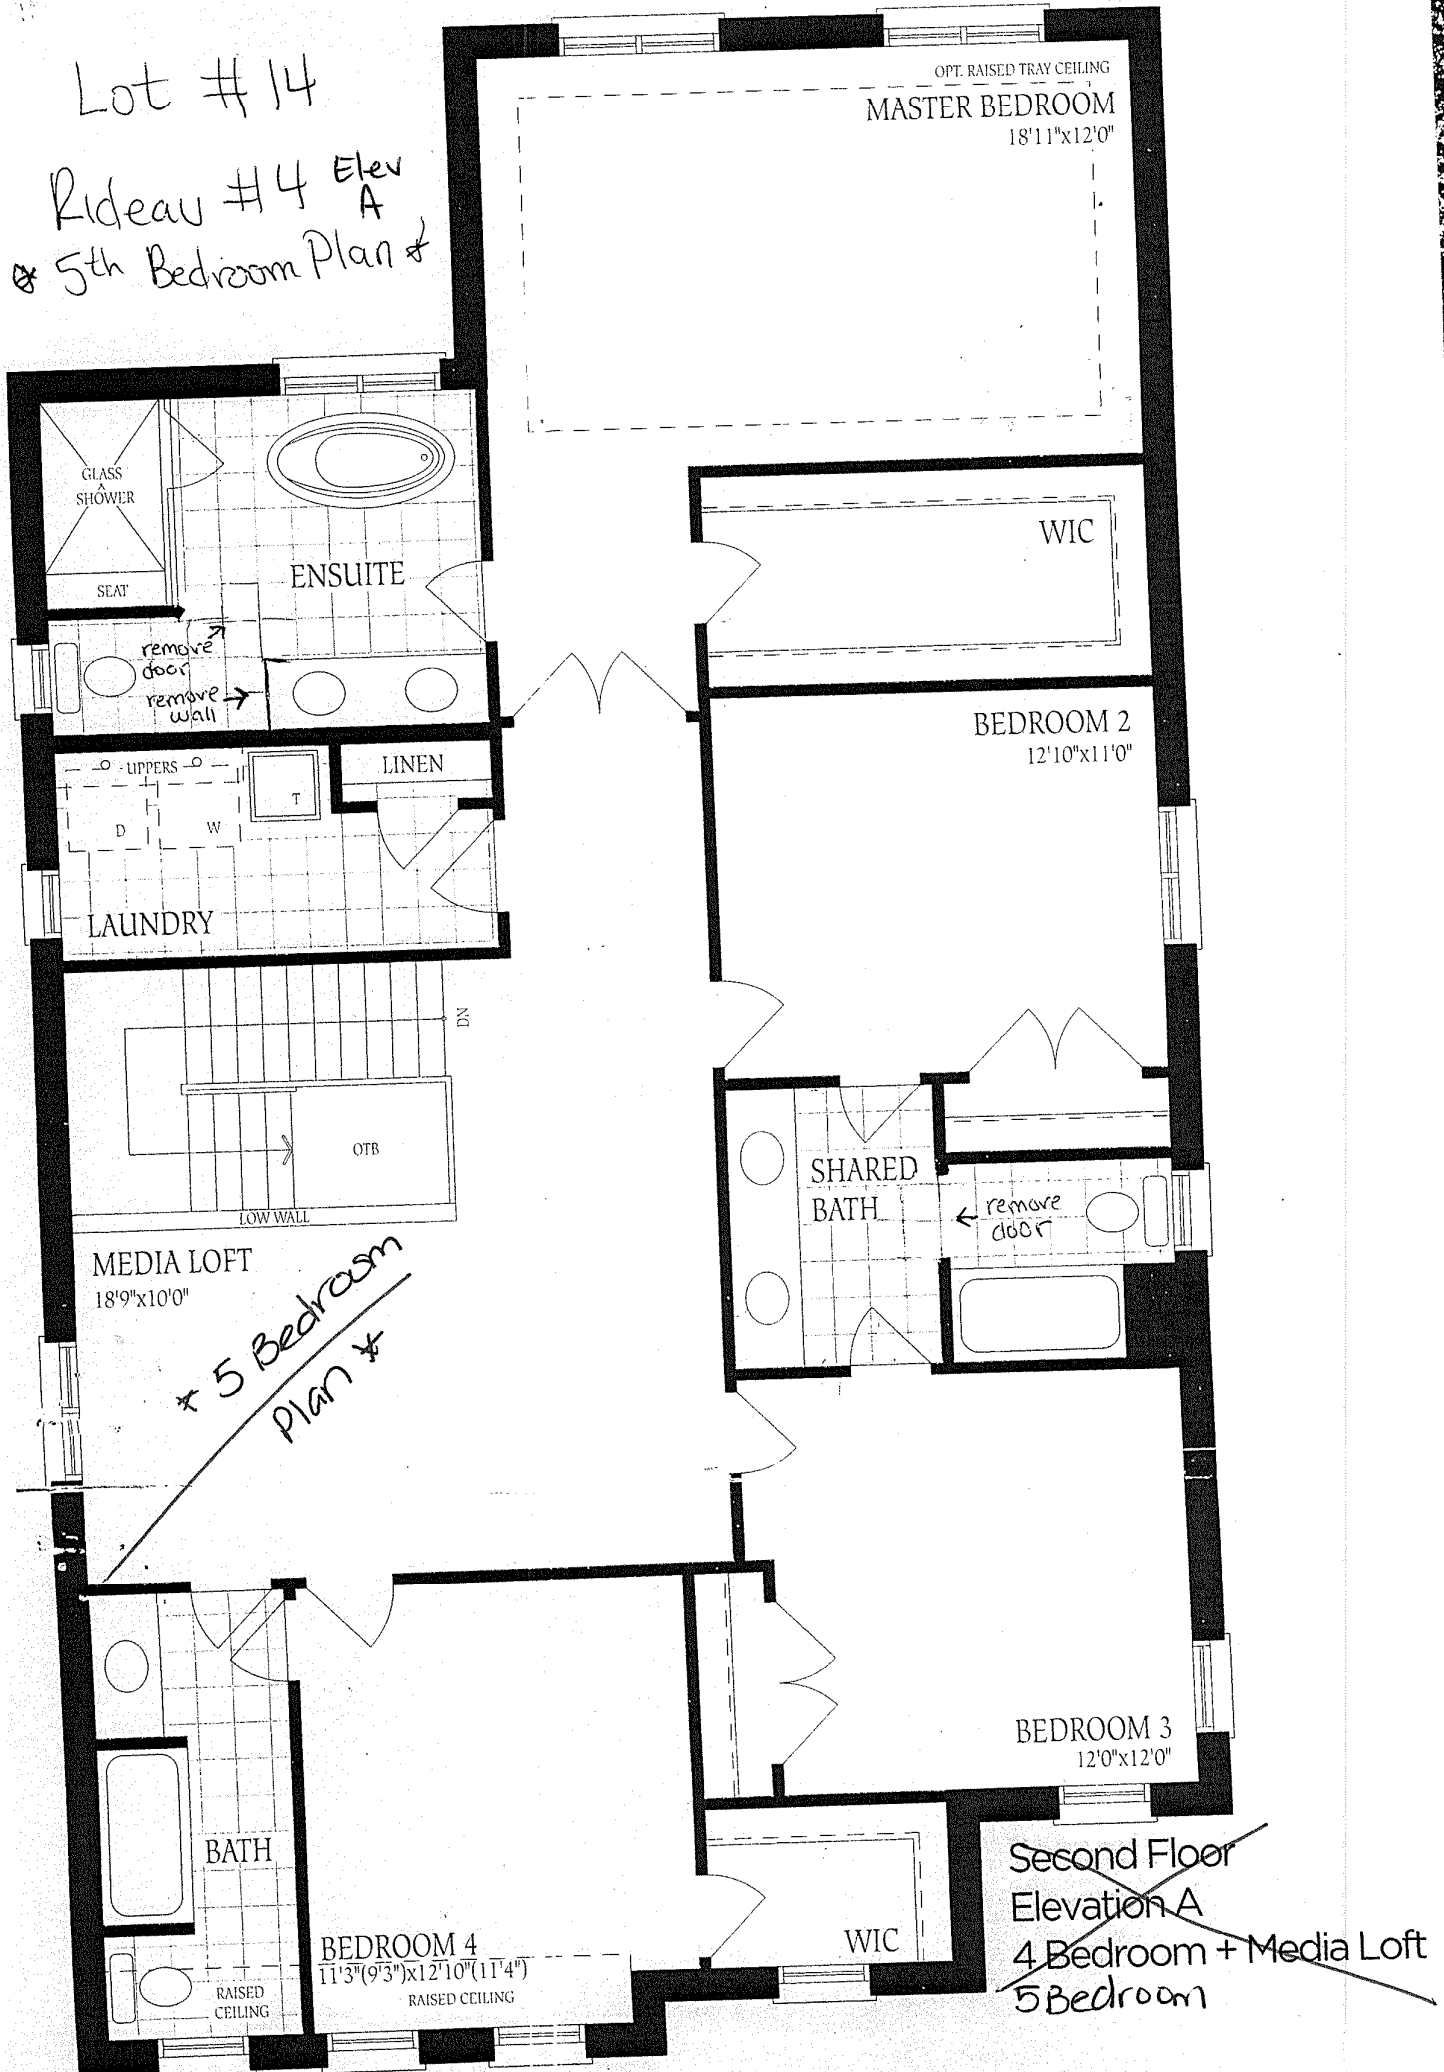 Lot #14
Rideau #4 Elev A
* 5th Bedroom Plan *
OPT. RAISED TRAY CEILING
MASTER BEDROOM
18'11"x12'0"
GLASS
SHOWER
SEAT
ENSUITE
WIC
remove
door
remove
wall
BEDROOM 2
12'10"x11'0"
UPPERS
LINEN
D
W
T
LAUNDRY
DN
OTB
LOW WALL
SHARED
BATH
remove
door
MEDIA LOFT
18'9"x10'0"
* 5 Bedroom
Plan *
BEDROOM 3
12'0"x12'0"
BATH
RAISED
CEILING
BEDROOM 4
11'3"(9'3")x12'10"(11'4")
RAISED CEILING
WIC
Second Floor
Elevation A
4 Bedroom + Media Loft
5 Bedroom